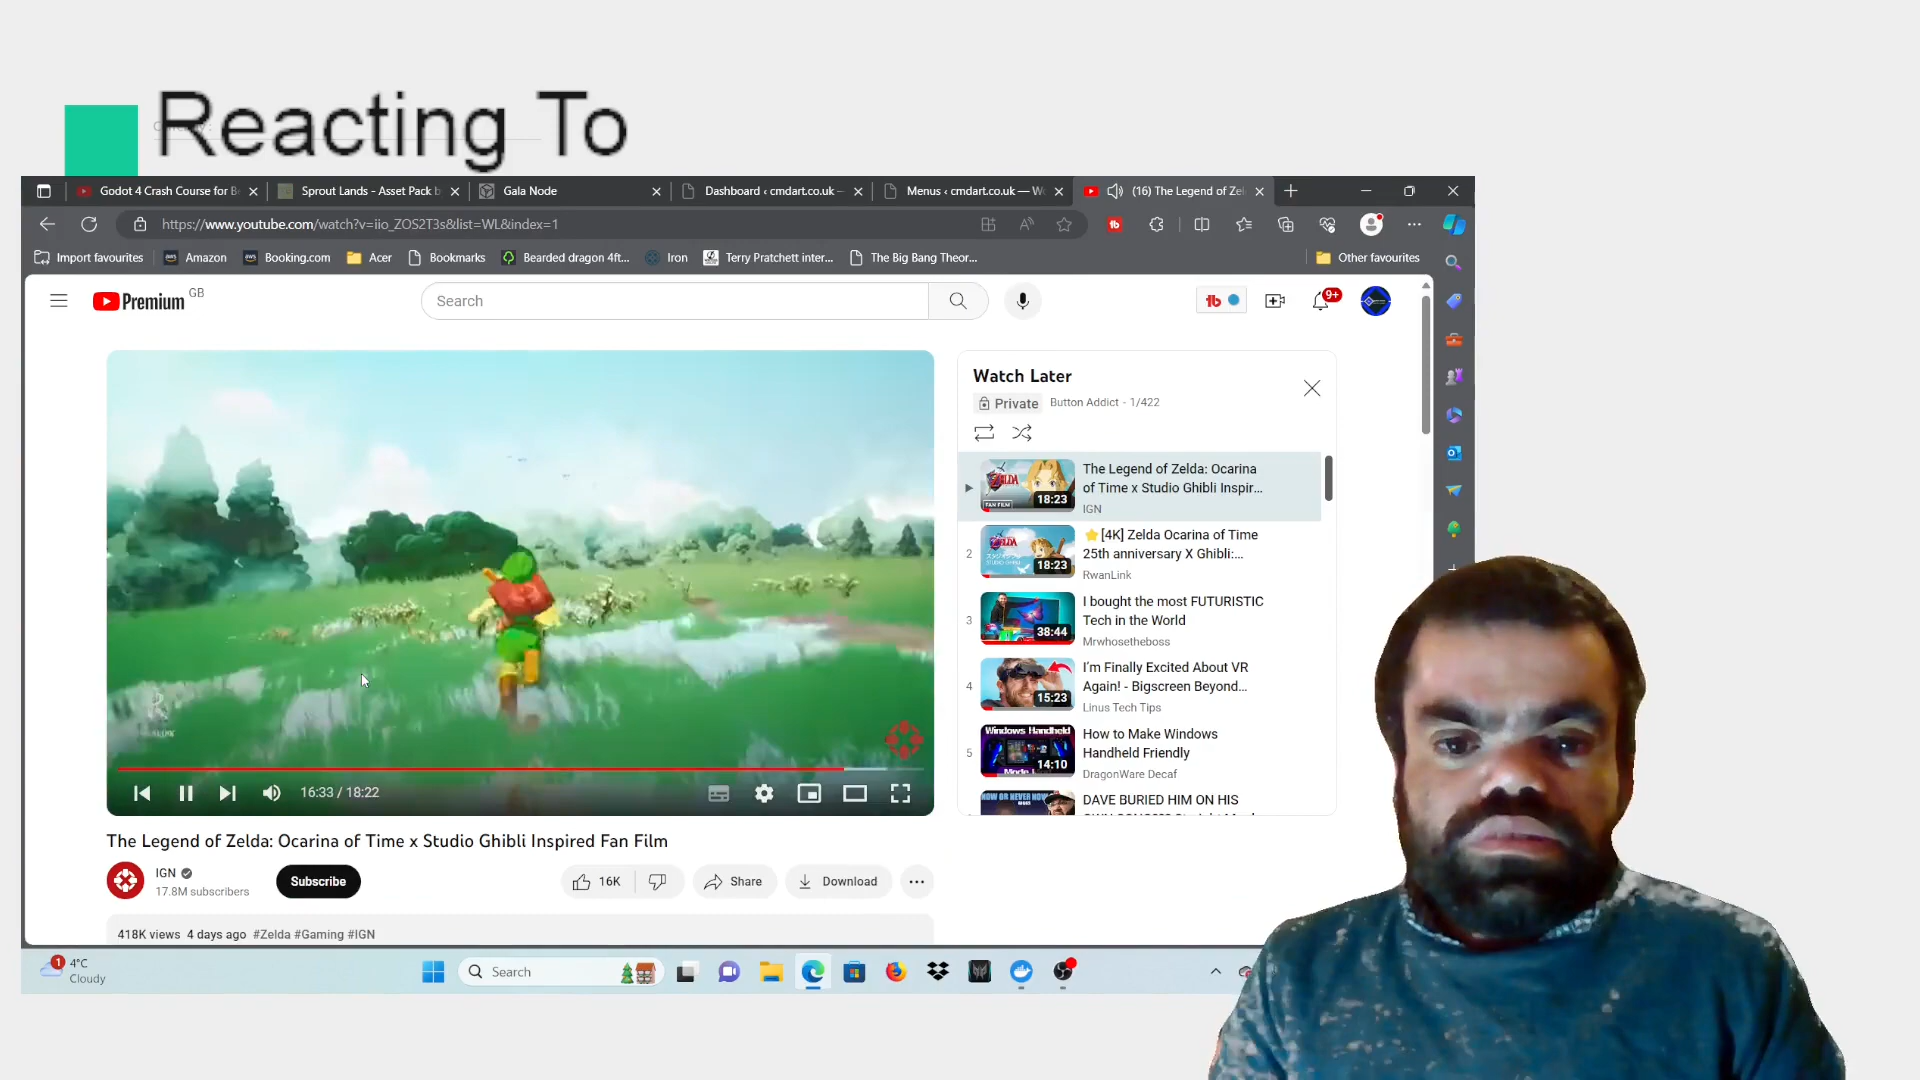 Reacting To
Godot 4 Crash Course for Be
Sprout Lands - Asset Pack b
Gala Node
Dashboard ‹ cmdart.co.uk —
Menus ‹ cmdart.co.uk — W
(16) The Legend of Zel
https://www.youtube.com/watch?v=iio_ZOS2T3s&list=WL&index=1
Import favourites
Amazon
Booking.com
Acer
Bookmarks
Bearded dragon 4ft...
Iron
Terry Pratchett inter...
The Big Bang Theor...
Other favourites
Premium GB
Search
9+
Watch Later
Private Button Addict - 1/422
The Legend of Zelda: Ocarina
of Time x Studio Ghibli Inspir...
IGN
18:23
2
⭐[4K] Zelda Ocarina of Time
25th anniversary X Ghibli:...
RwanLink
18:23
3
I bought the most FUTURISTIC
Tech in the World
Mrwhosetheboss
38:44
4
I'm Finally Excited About VR
Again! - Bigscreen Beyond...
Linus Tech Tips
15:23
5
How to Make Windows
Handheld Friendly
DragonWare Decaf
Windows Handheld
14:10
DAVE BURIED HIM ON HIS
16:33 / 18:22
The Legend of Zelda: Ocarina of Time x Studio Ghibli Inspired Fan Film
IGN
17.8M subscribers
Subscribe
16K
Share
Download
418K views 4 days ago #Zelda #Gaming #IGN
1
4°C
Cloudy
Search